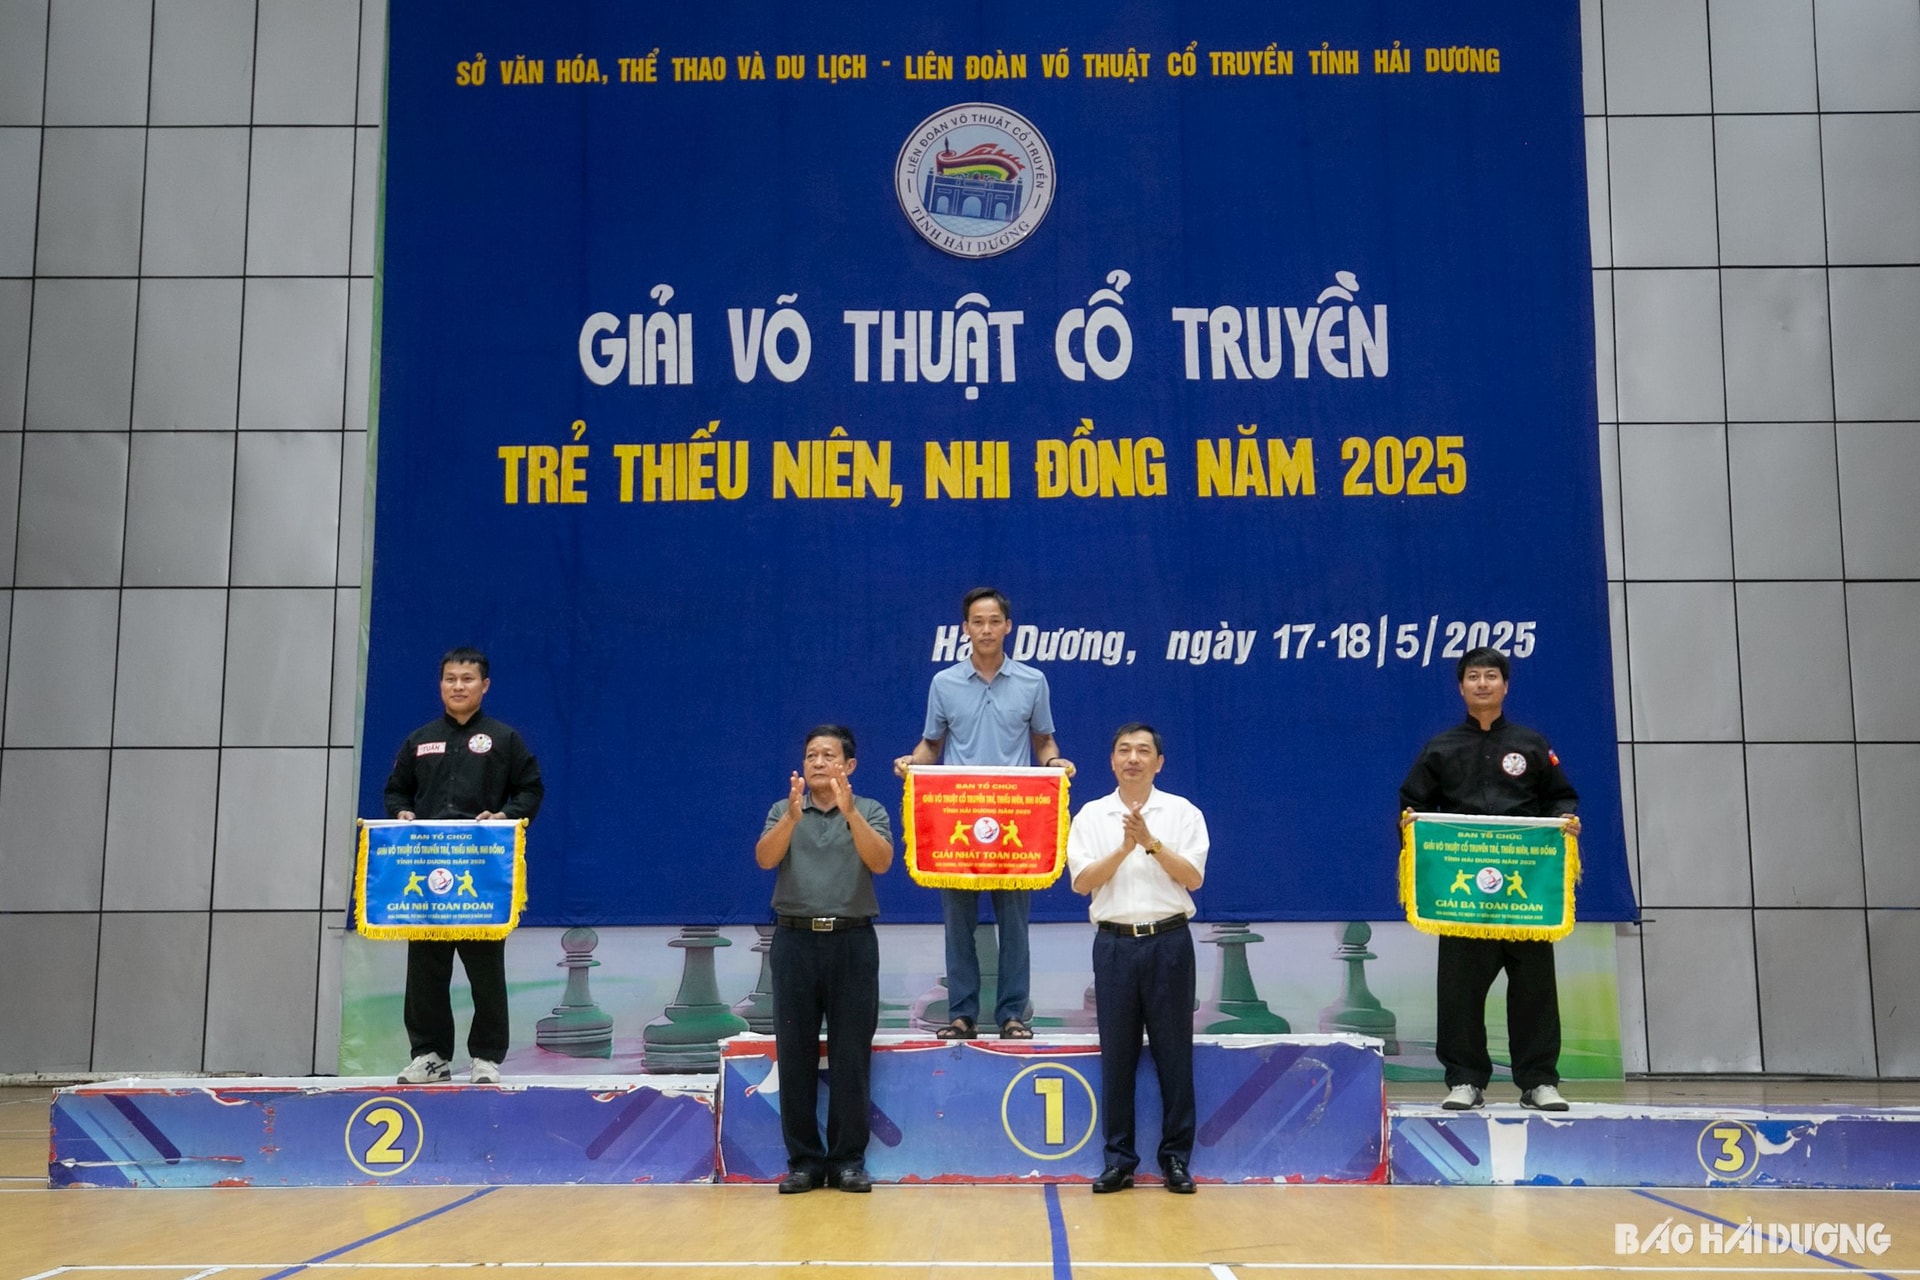 SỞ VĂN HÓA, THỂ THAO VÀ DU LỊCH - LIÊN ĐOÀN VÕ THUẬT CỔ TRUYỀN TỈNH HẢI DƯƠNG
LIÊN ĐOÀN VÕ THUẬT CỔ TRUYỀN
TỈNH HẢI DƯƠNG
GIẢI VÕ THUẬT CỔ TRUYỀN
TRẺ THIẾU NIÊN, NHI ĐỒNG NĂM 2025
Hải Dương, ngày 17-18/5/2025
TUẤN
BAN TỔ CHỨC
GIẢI VÕ THUẬT CỔ TRUYỀN TRẺ, THIẾU NIÊN, NHI ĐỒNG
TỈNH HẢI DƯƠNG NĂM 2025
GIẢI NHÌ TOÀN ĐOÀN
BAN TỔ CHỨC
GIẢI VÕ THUẬT CỔ TRUYỀN TRẺ, THIẾU NIÊN, NHI ĐỒNG
TỈNH HẢI DƯƠNG NĂM 2025
GIẢI NHẤT TOÀN ĐOÀN
BAN TỔ CHỨC
GIẢI VÕ THUẬT CỔ TRUYỀN TRẺ, THIẾU NIÊN, NHI ĐỒNG
TỈNH HẢI DƯƠNG NĂM 2025
GIẢI BA TOÀN ĐOÀN
2
1
3
BÁO HẢI DƯƠNG